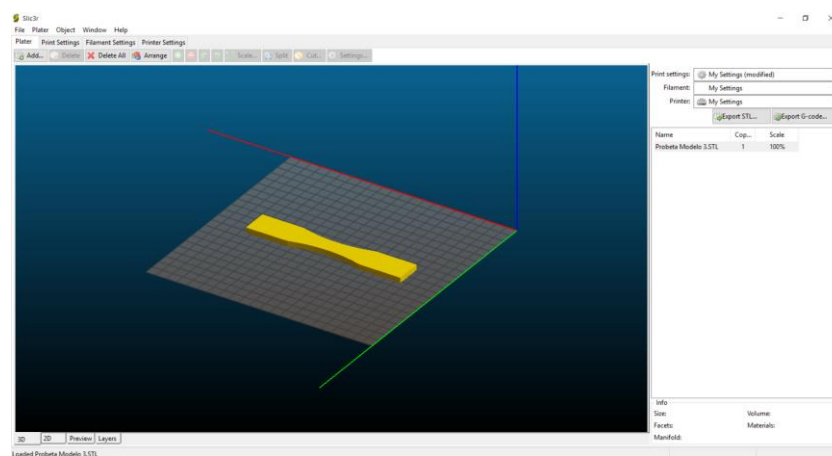 Slic3r
File Plater Object Window Help
Plater Print Settings Filament Settings Printer Settings
Add... Delete Delete All Arrange Scale... Split Cut... Settings...
Print settings: My Settings (modified)
Filament: My Settings
Printer: My Settings
Export STL... Export G-code...
Name Cop... Scale
Probeta Modelo 3.STL 1 100%
Info
Size: Volume:
Facets: Materials:
Manifold:
3D 2D Preview Layers
Loaded Probeta Modelo 3.STL